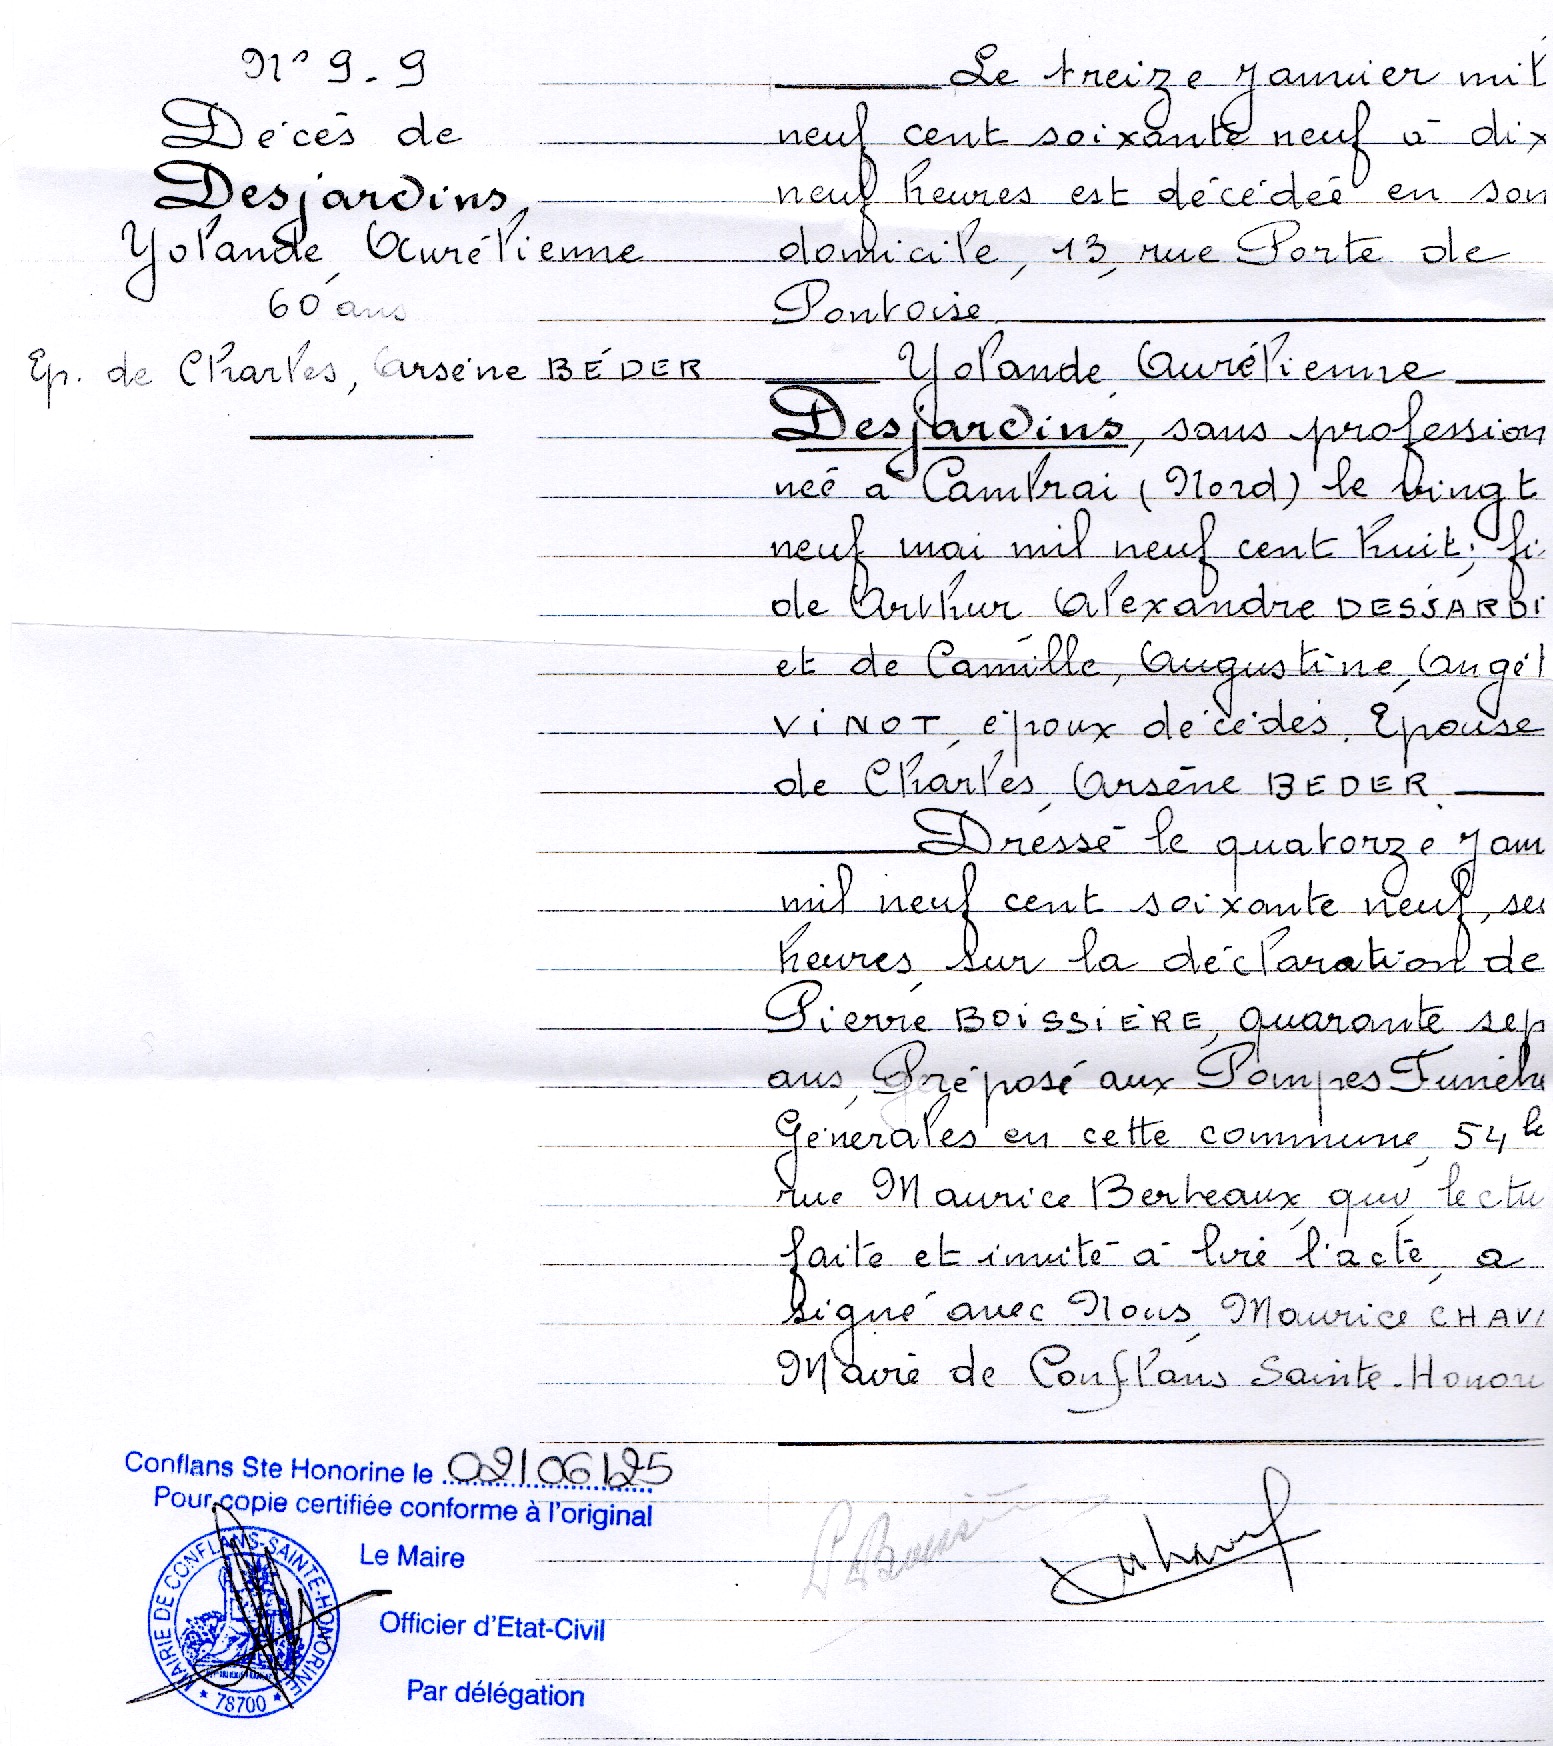 N° 9-9
Décès de
Desjardins,
Yolande, Aurélienne
60 ans
Ep. de Charles, Arsène BÉDER
Le treize Janvier mil
neuf cent soixante neuf à dix
neuf heures est décédée en son
domicile, 13, rue Porte de
Pontoise.
Yolande, Aurélienne
Desjardins, sans profession
née à Cambrai (Nord) le vingt
neuf mai mil neuf cent huit; fi
de Arthur Alexandre DESJARDI
et de Camille, Augustine, Angél
VINOT, époux décédés. Épouse
de Charles, Arsène BEDER.
Dressé le quatorze Jan
mil neuf cent soixante neuf,
heures, sur la déclaration de
Pierre BOISSIÈRE, quarante sep
ans, Préposé aux Pompes Funèbr
Générales en cette commune, 54
rue Maurice Berteaux, qui, lectu
faite et invité à lire l'acte, a
signé avec Nous, Maurice CHAV
Maire de Conflans Sainte-Honori
Conflans Ste Honorine le 02/06/25
Pour copie certifiée conforme à l'original
Le Maire
Officier d'Etat-Civil
Par délégation
MAIRIE DE CONFLANS-SAINTE-HONORINE
* 78700 *